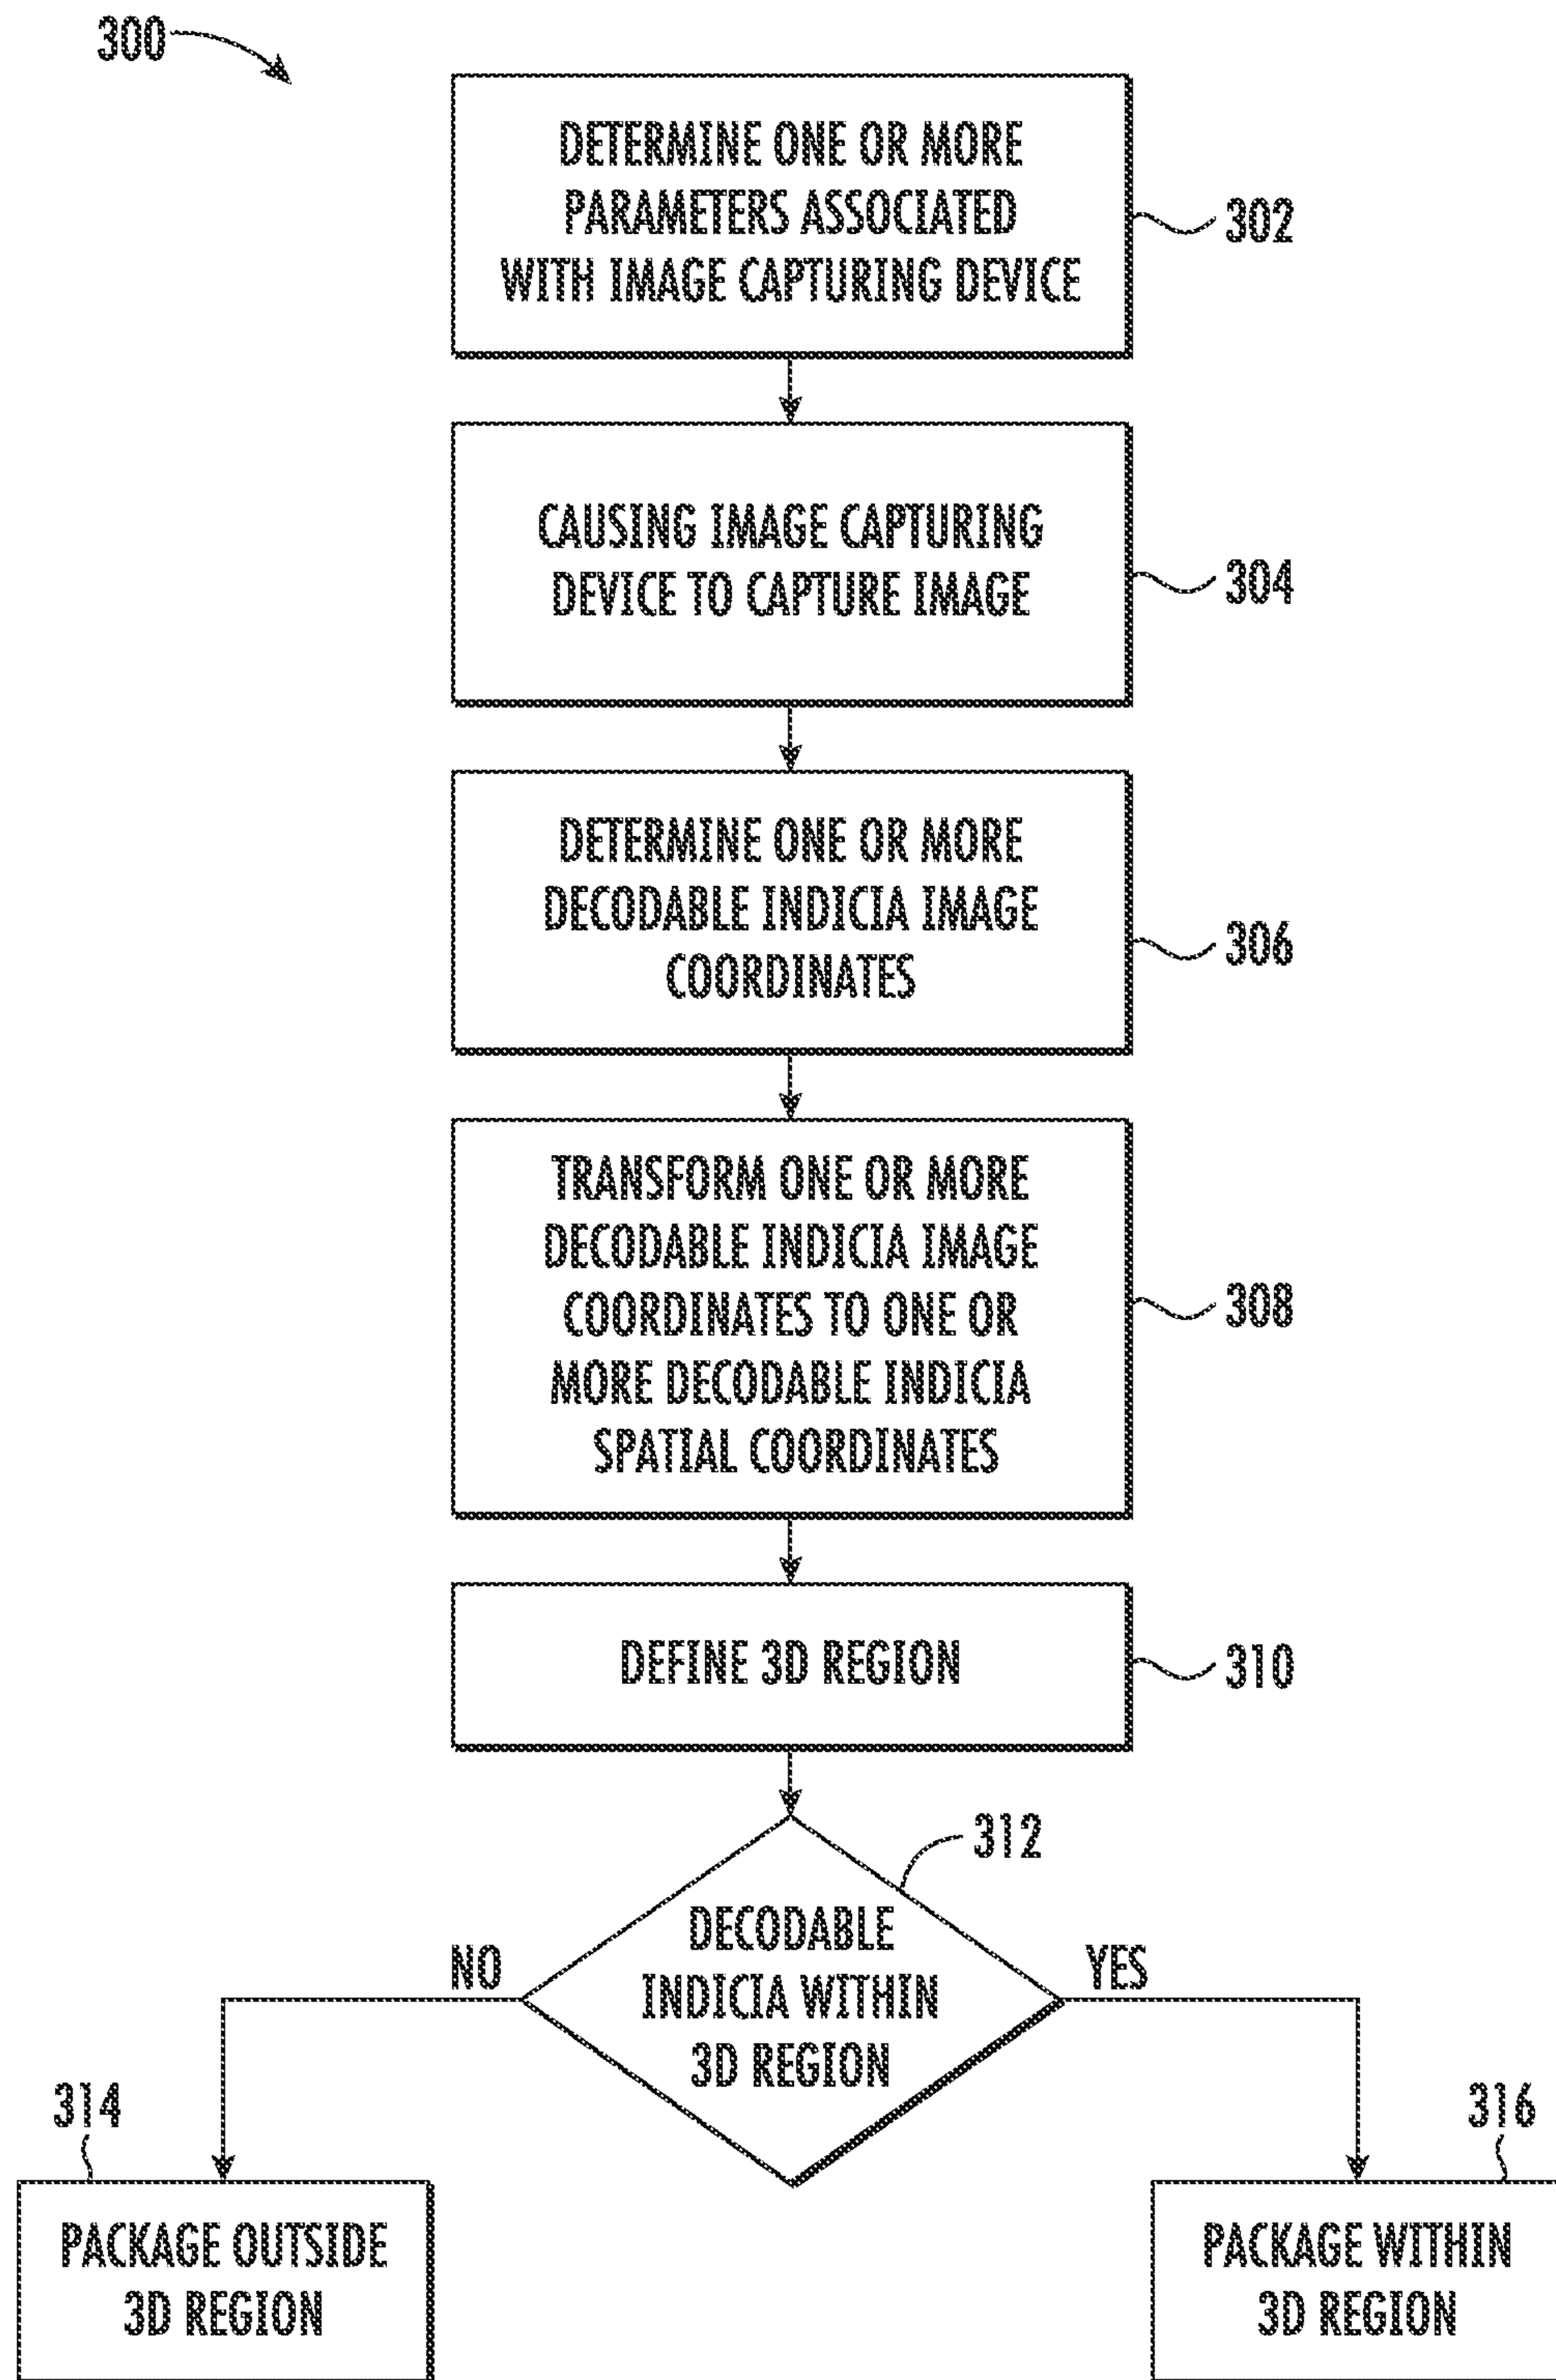 300
DETERMINE ONE OR MORE
PARAMETERS ASSOCIATED
WITH IMAGE CAPTURING DEVICE
302
CAUSING IMAGE CAPTURING
DEVICE TO CAPTURE IMAGE
304
DETERMINE ONE OR MORE
DECODABLE INDICIA IMAGE
COORDINATES
306
TRANSFORM ONE OR MORE
DECODABLE INDICIA IMAGE
COORDINATES TO ONE OR
MORE DECODABLE INDICIA
SPATIAL COORDINATES
308
DEFINE 3D REGION
310
312
DECODABLE
INDICIA WITHIN
3D REGION
NO
YES
314
PACKAGE OUTSIDE
3D REGION
316
PACKAGE WITHIN
3D REGION